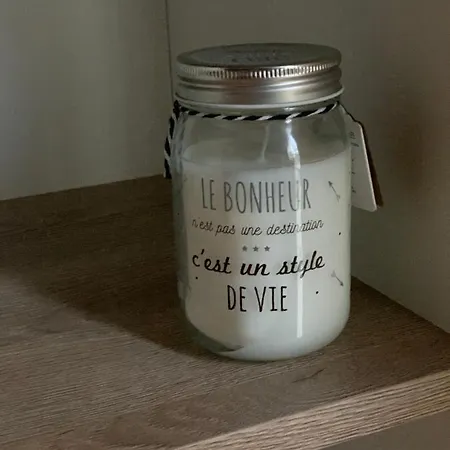 LE BONHEUR
n'est pas une destination
c'est un style
DE VIE